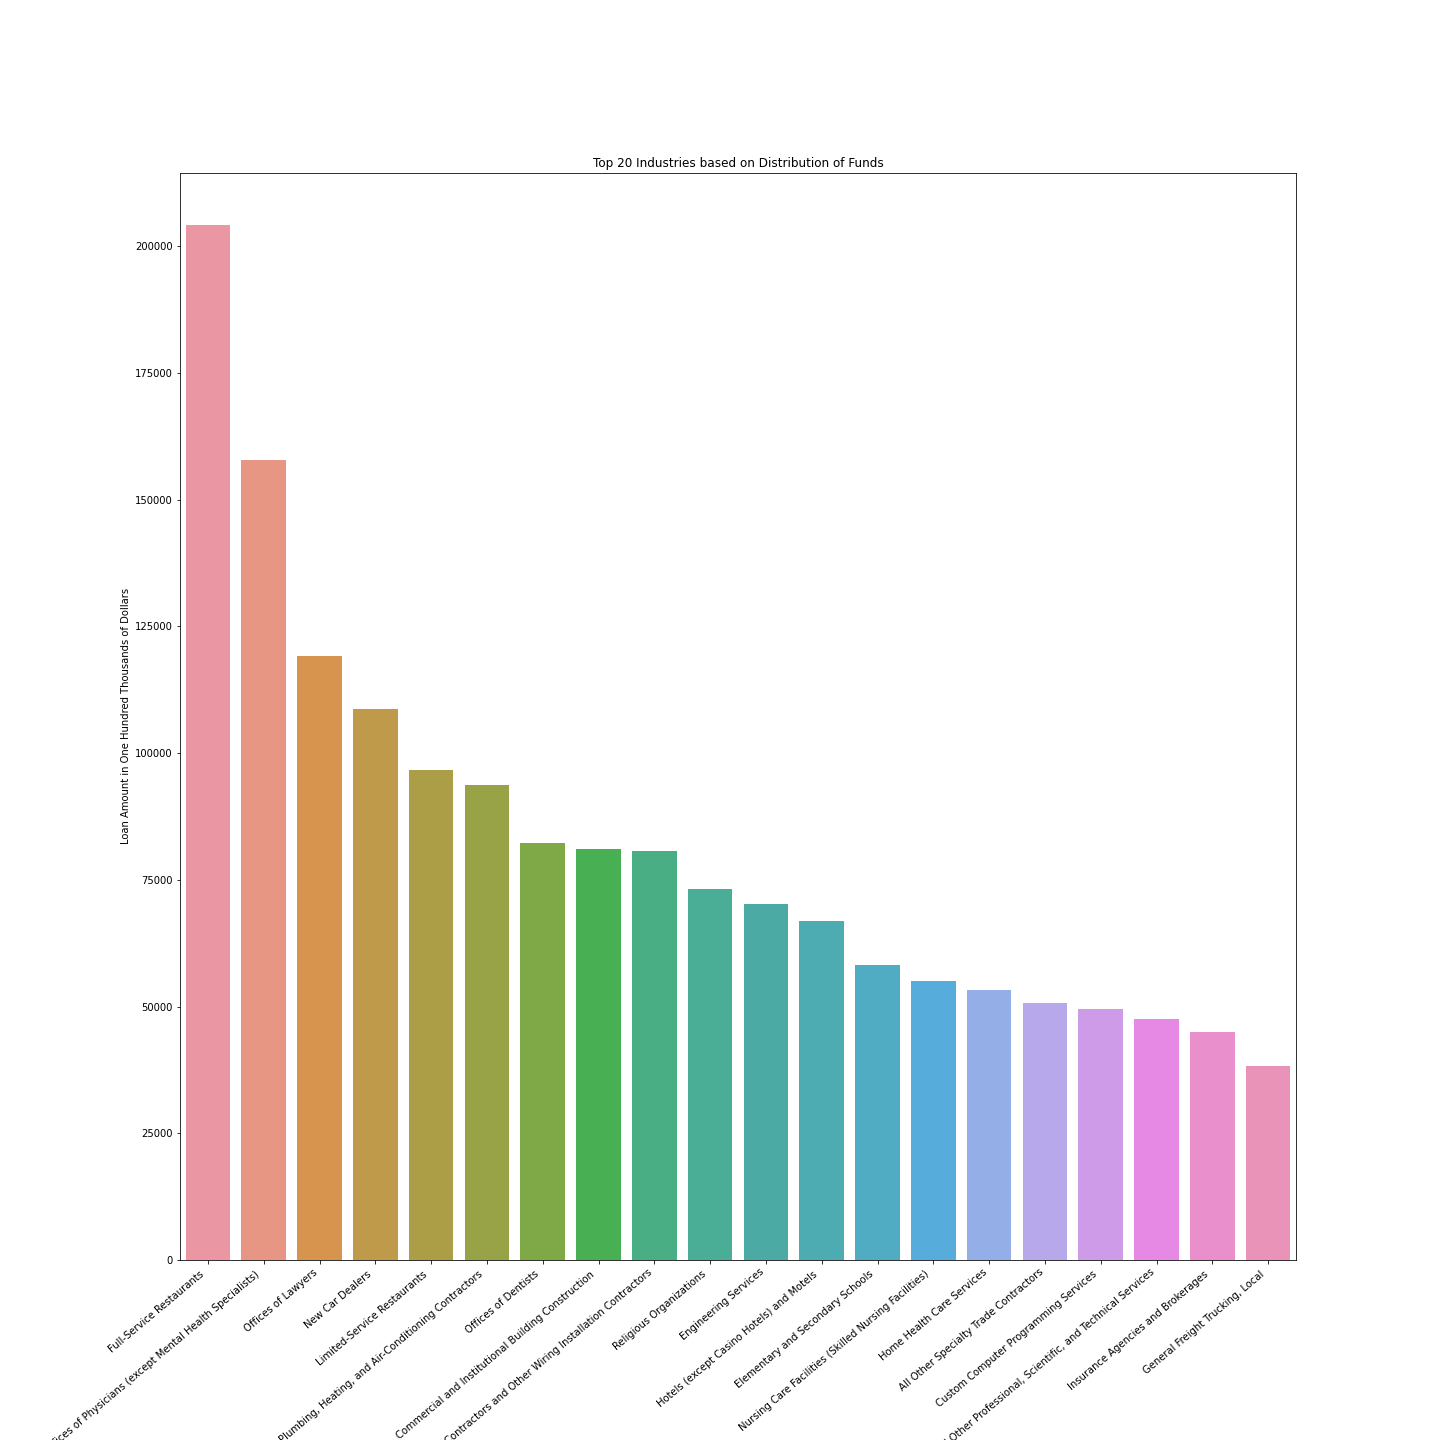 Top 20 Industries based on Distribution of Funds
Loan Amount in One Hundred Thousands of Dollars
200000
175000
150000
125000
100000
75000
50000
25000
0
Full-Service Restaurants
of Physicians (except Mental Health Specialists)
Offices of Lawyers
New Car Dealers
Limited-Service Restaurants
Plumbing, Heating, and Air-Conditioning Contractors
Offices of Dentists
Commercial and Institutional Building Construction
Contractors and Other Wiring Installation Contractors
Religious Organizations
Engineering Services
Hotels (except Casino Hotels) and Motels
Elementary and Secondary Schools
Nursing Care Facilities (Skilled Nursing Facilities)
Home Health Care Services
All Other Specialty Trade Contractors
Custom Computer Programming Services
Other Professional, Scientific, and Technical Services
Insurance Agencies and Brokerages
General Freight Trucking, Local